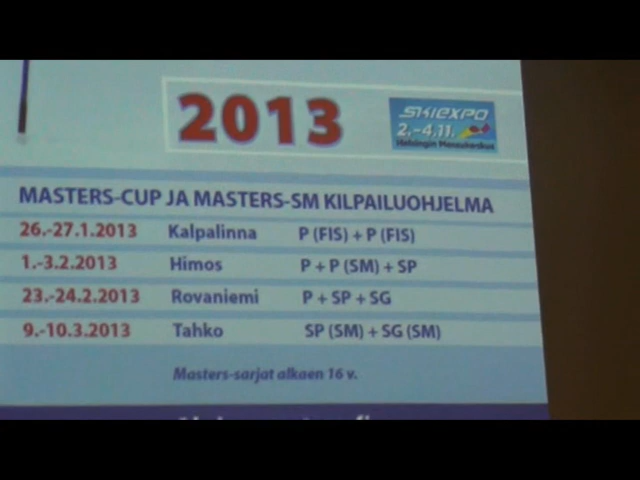 2013
SKIEXPO
2.-4.11.
Helsingin Messukeskus
MASTERS-CUP JA MASTERS-SM KILPAILUOHJELMA
26.-27.1.2013 Kalpalinna P (FIS) + P (FIS)
1.-3.2.2013 Himos P + P (SM) + SP
23.-24.2.2013 Rovaniemi P + SP + SG
9.-10.3.2013 Tahko SP (SM) + SG (SM)
Masters-sarjat alkaen 16 v.